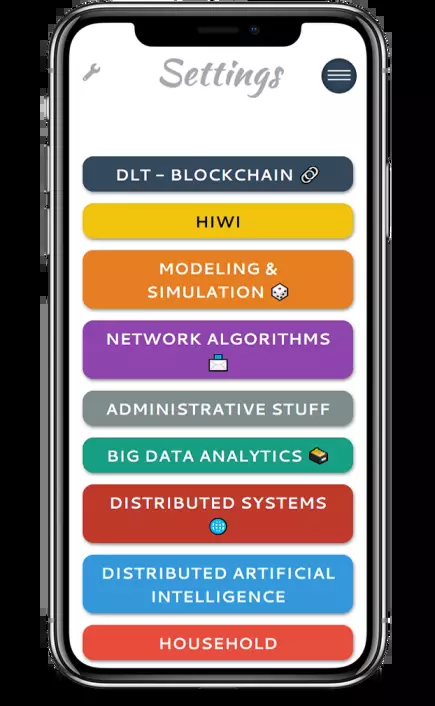 Settings
DLT – BLOCKCHAIN
HIWI
MODELING &
SIMULATION
NETWORK ALGORITHMS
ADMINISTRATIVE STUFF
BIG DATA ANALYTICS
DISTRIBUTED SYSTEMS
DISTRIBUTED ARTIFICIAL
INTELLIGENCE
HOUSEHOLD